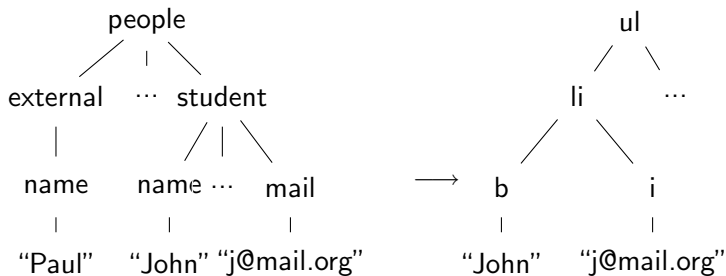 people ul
external ... student li ...
name name ... mail ⟶ b i
“Paul” “John” “j@mail.org” “John” “j@mail.org”